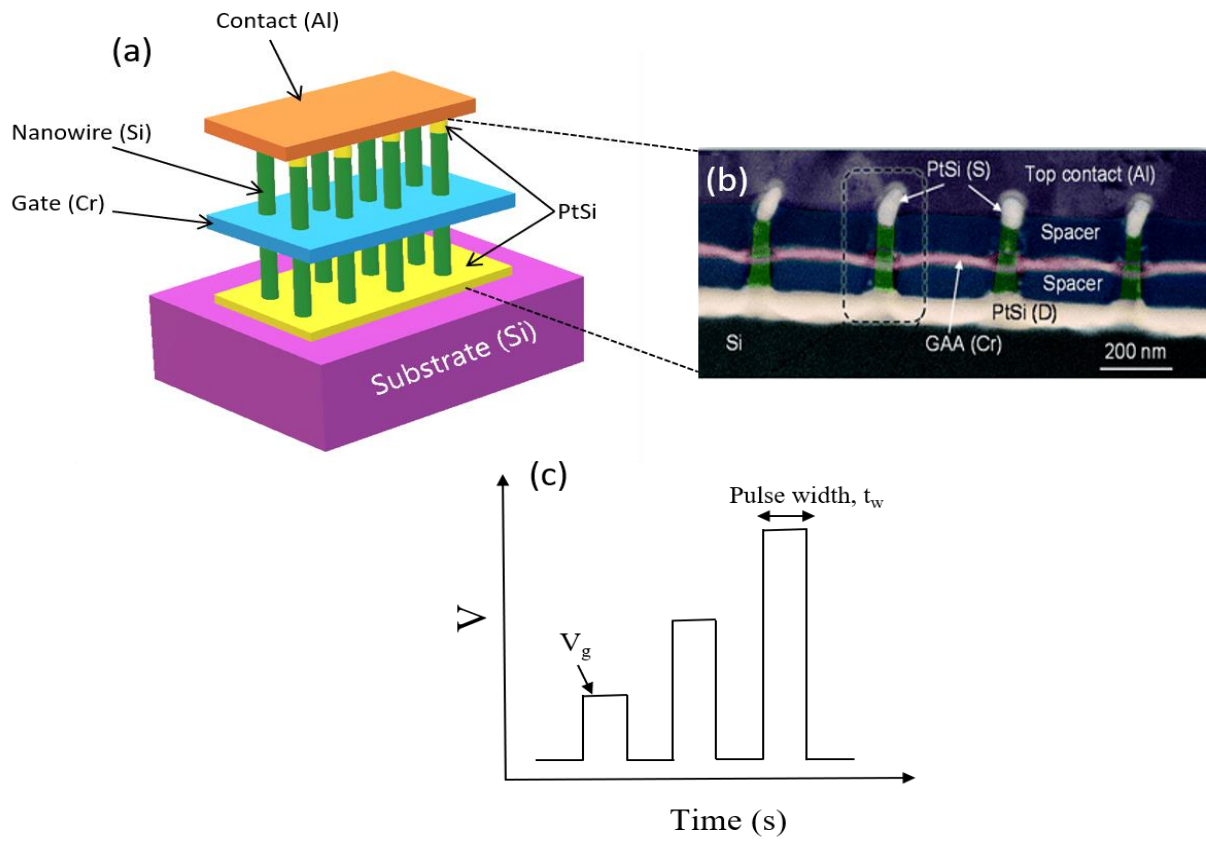 (a)
Contact (Al)
Nanowire (Si)
Gate (Cr)
PtSi
Substrate (Si)
(b)
PtSi (S)
Top contact (Al)
Spacer
Spacer
PtSi (D)
Si
GAA (Cr)
200 nm
(c)
Pulse width, tw
V
Vg
Time (s)